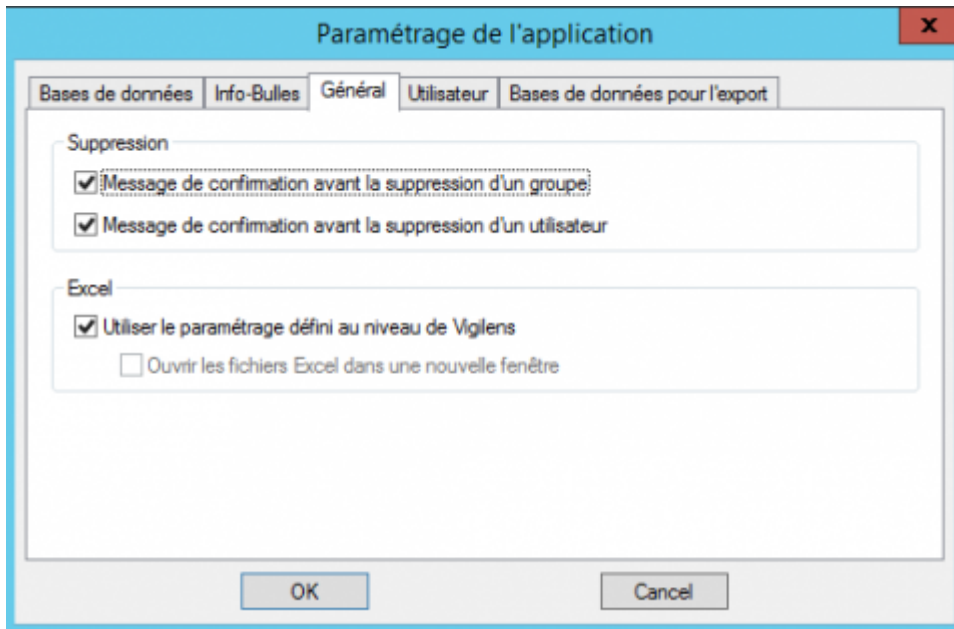 Paramétrage de l'application
x
Bases de données Info-Bulles Général Utilisateur Bases de données pour l'export
Suppression
Message de confirmation avant la suppression d'un groupe
Message de confirmation avant la suppression d'un utilisateur
Excel
Utiliser le paramétrage défini au niveau de Vigilens
Ouvrir les fichiers Excel dans une nouvelle fenêtre
OK Cancel